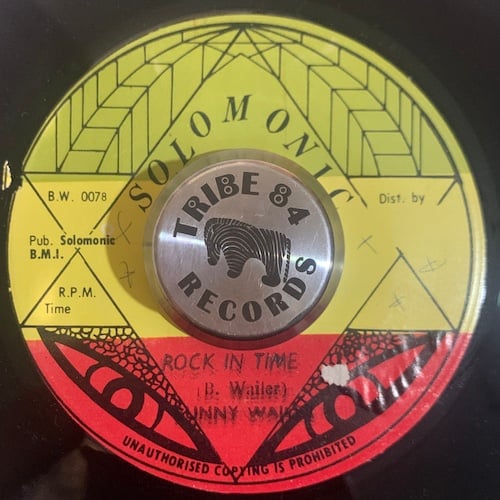 SOLOMONIC
B.W. 0078
Dist. by
Pub. Solomonic
B.M.I.
R.P.M.
Time
TRIBE 84
RECORDS
ROCK IN TIME
(B. Wailer)
UNAUTHORISED COPYING IS PROHIBITED